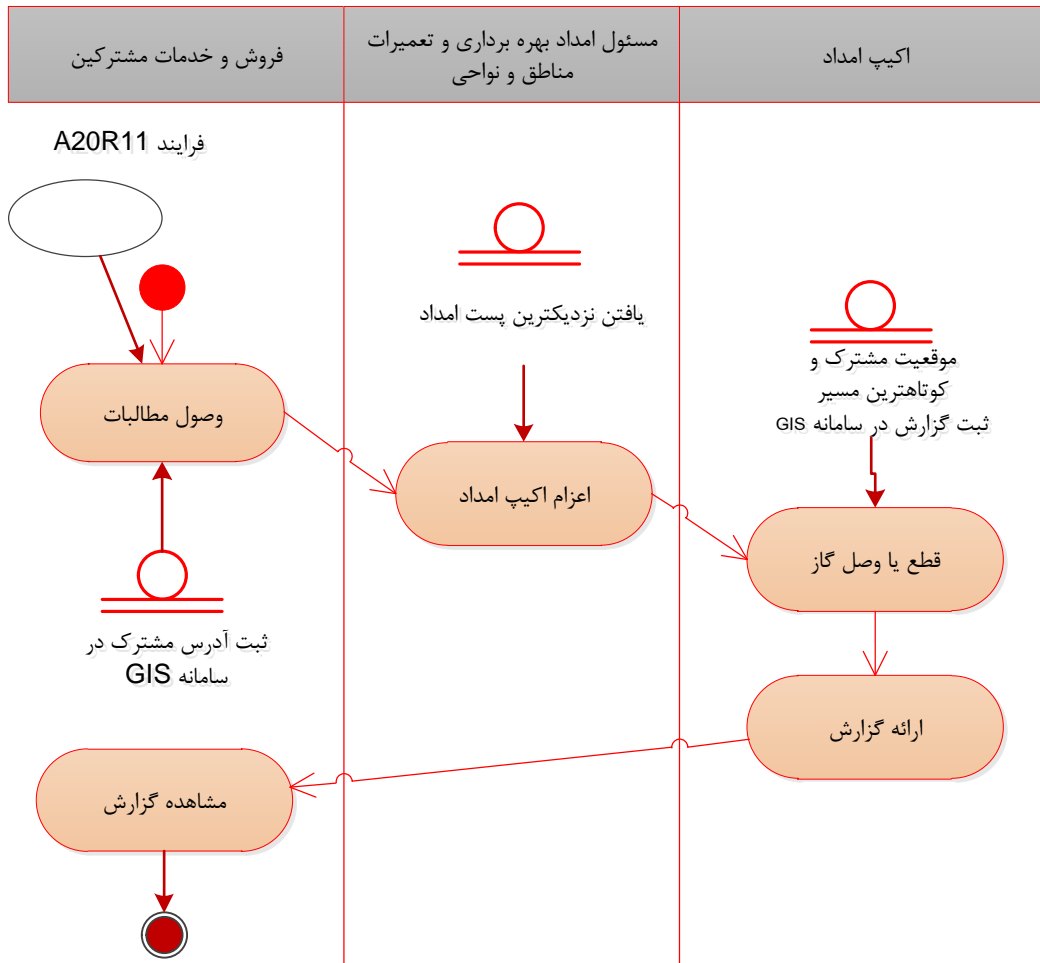 اکیپ امداد
مسئول امداد بهره برداری و تعمیرات
مناطق و نواحی
فروش و خدمات مشترکین
فرایند A20R11
یافتن نزدیکترین پست امداد
موقعیت مشترک و
کوتاهترین مسیر
ثبت گزارش در سامانه GIS
وصول مطالبات
اعزام اکیپ امداد
قطع یا وصل گاز
ثبت آدرس مشترک در
سامانه GIS
ارائه گزارش
مشاهده گزارش